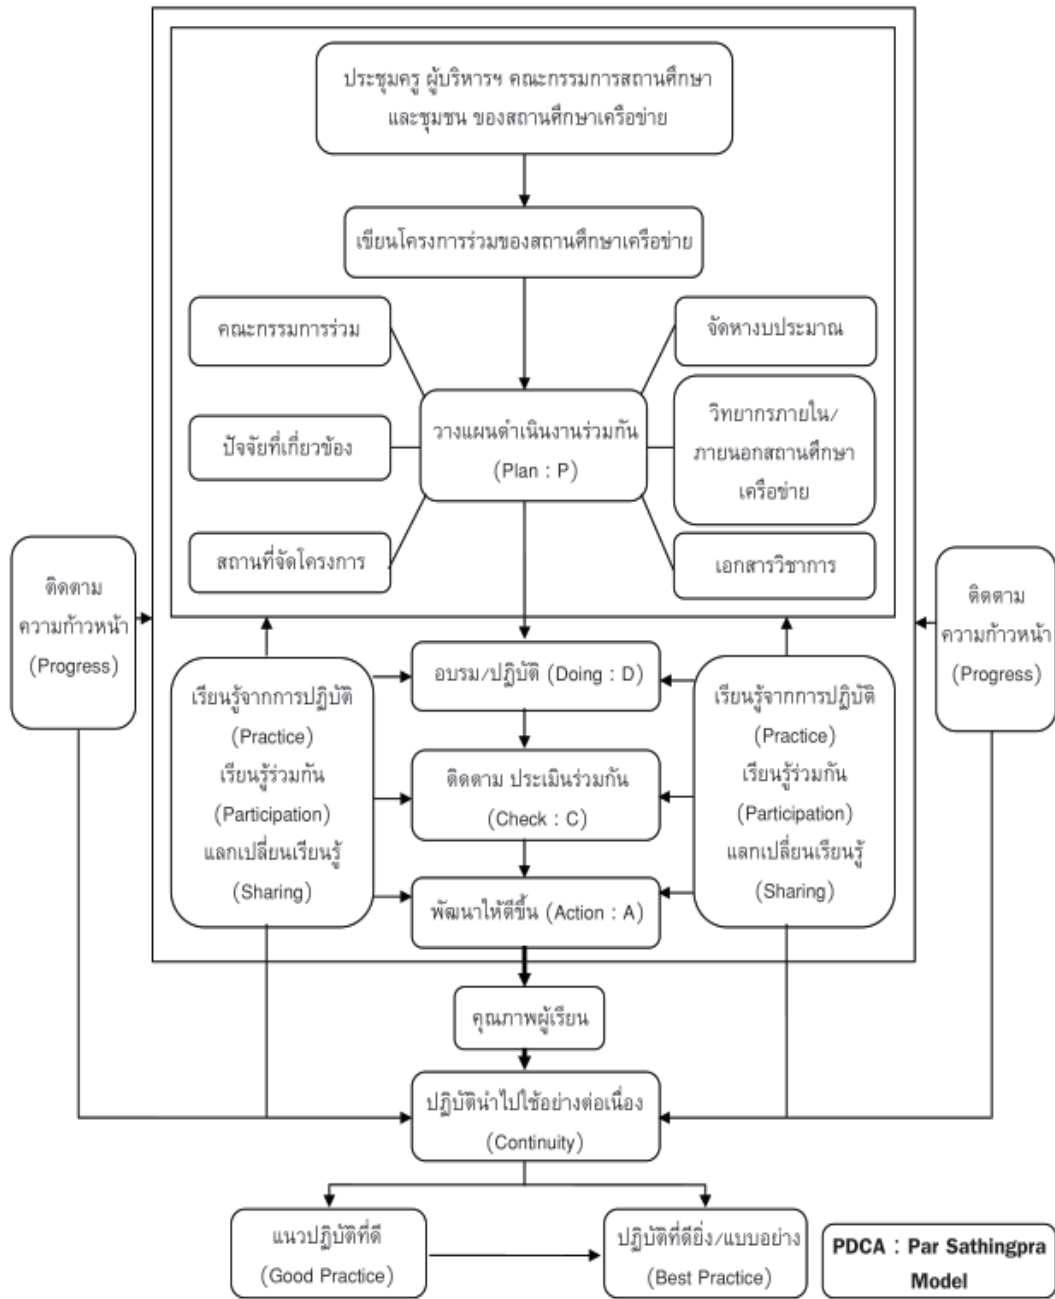 ประชุมครู ผู้บริหารฯ คณะกรรมการสถานศึกษา
และชุมชน ของสถานศึกษาเครือข่าย
เขียนโครงการร่วมของสถานศึกษาเครือข่าย
คณะกรรมการร่วม
จัดหางบประมาณ
ปัจจัยที่เกี่ยวข้อง
วางแผนดำเนินงานร่วมกัน
(Plan : P)
วิทยากรภายใน/
ภายนอกสถานศึกษา
เครือข่าย
สถานที่จัดโครงการ
เอกสารวิชาการ
ติดตาม
ความก้าวหน้า
(Progress)
ติดตาม
ความก้าวหน้า
(Progress)
เรียนรู้จากการปฏิบัติ
(Practice)
เรียนรู้ร่วมกัน
(Participation)
แลกเปลี่ยนเรียนรู้
(Sharing)
อบรม/ปฏิบัติ (Doing : D)
ติดตาม ประเมินร่วมกัน
(Check : C)
พัฒนาให้ดีขึ้น (Action : A)
เรียนรู้จากการปฏิบัติ
(Practice)
เรียนรู้ร่วมกัน
(Participation)
แลกเปลี่ยนเรียนรู้
(Sharing)
คุณภาพผู้เรียน
ปฏิบัตินำไปใช้อย่างต่อเนื่อง
(Continuity)
แนวปฏิบัติที่ดี
(Good Practice)
ปฏิบัติที่ดียิ่ง/แบบอย่าง
(Best Practice)
PDCA : Par Sathingpra
Model